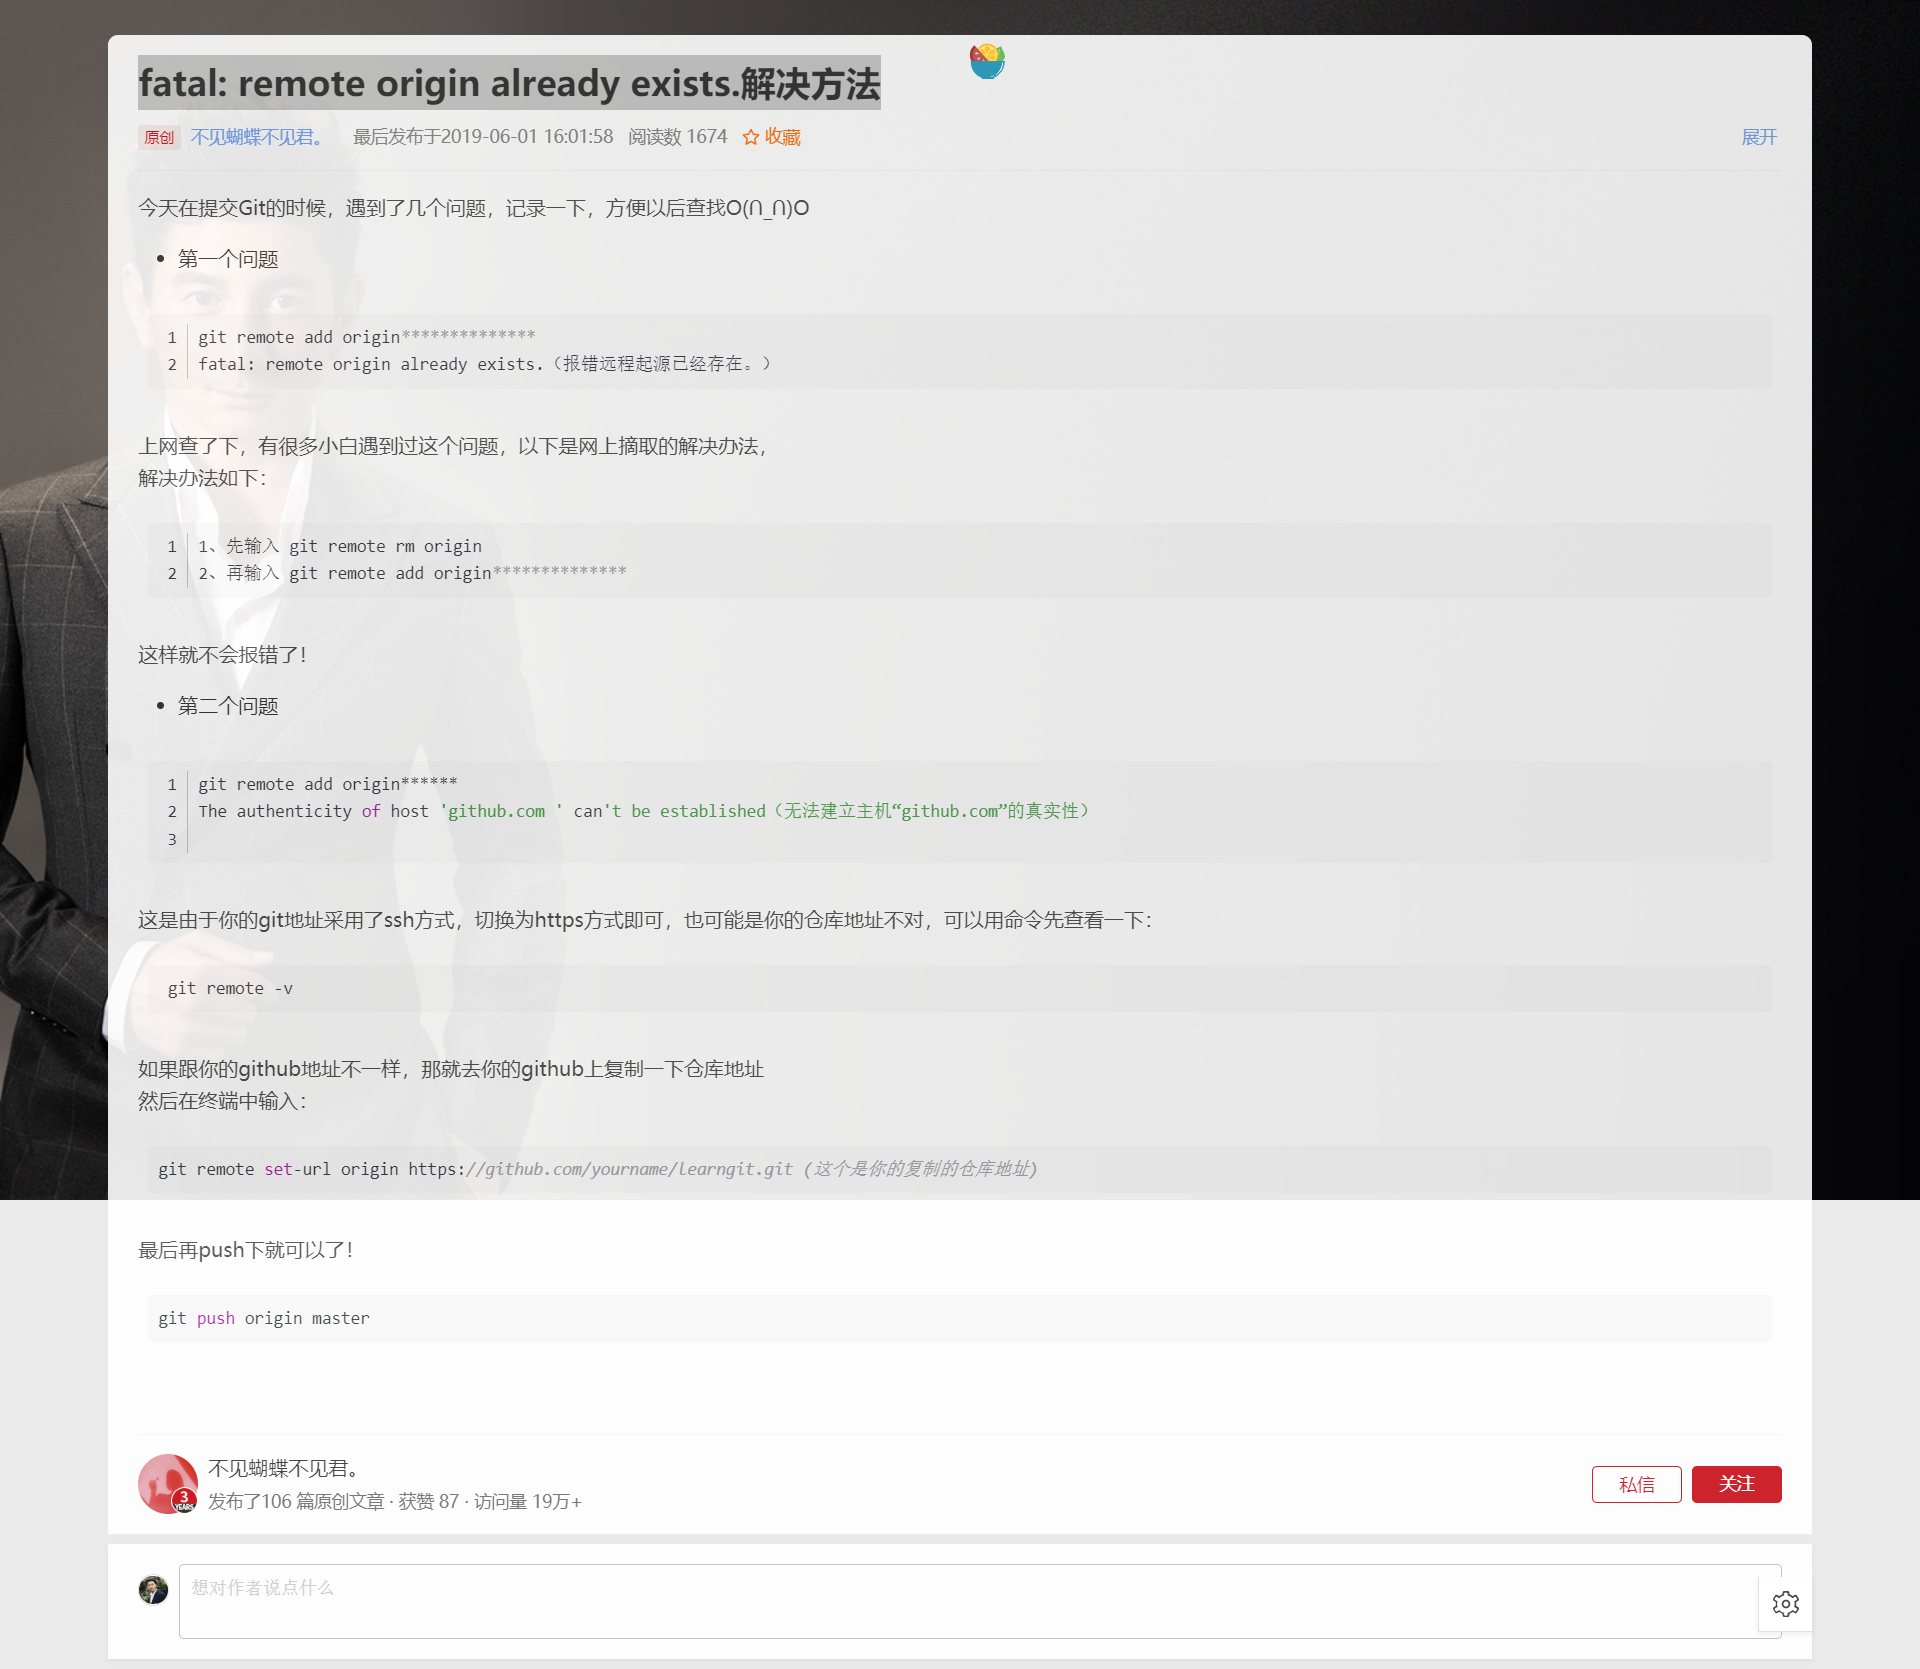 fatal: remote origin already exists.解决方法
原创 不见蝴蝶不见君。 最后发布于2019-06-01 16:01:58 阅读数 1674 收藏 展开
今天在提交Git的时候，遇到了几个问题，记录一下，方便以后查找O(∩_∩)O
• 第一个问题
1 git remote add origin**************
2 fatal: remote origin already exists.（报错远程起源已经存在。）
上网查了下，有很多小白遇到过这个问题，以下是网上摘取的解决办法，
解决办法如下：
1 1、先输入 git remote rm origin
2 2、再输入 git remote add origin**************
这样就不会报错了！
• 第二个问题
1 git remote add origin******
2 The authenticity of host 'github.com ' can't be established（无法建立主机“github.com”的真实性）
3
这是由于你的git地址采用了ssh方式，切换为https方式即可，也可能是你的仓库地址不对，可以用命令先查看一下：
git remote -v
如果跟你的github地址不一样，那就去你的github上复制一下仓库地址
然后在终端中输入：
git remote set-url origin https://github.com/yourname/learngit.git (这个是你的复制的仓库地址)
最后再push下就可以了！
git push origin master
不见蝴蝶不见君。
3 YEARS
发布了106 篇原创文章 · 获赞 87 · 访问量 19万+
私信 关注
想对作者说点什么